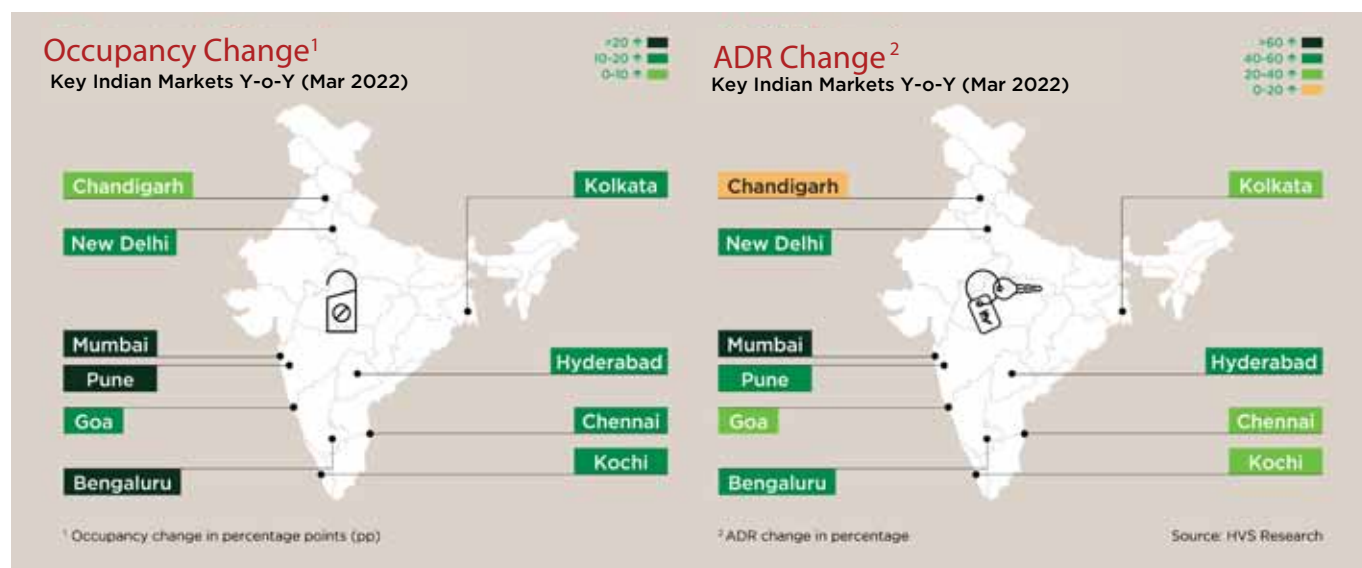 Occupancy Change¹
Key Indian Markets Y-o-Y (Mar 2022)
>20 ↑
10-20 ↑
0-10 ↑
Chandigarh
New Delhi
Mumbai
Pune
Goa
Bengaluru
Kolkata
Hyderabad
Chennai
Kochi
¹ Occupancy change in percentage points (pp)
ADR Change²
Key Indian Markets Y-o-Y (Mar 2022)
>60 ↑
40-60 ↑
20-40 ↑
0-20 ↑
Chandigarh
New Delhi
Mumbai
Pune
Goa
Bengaluru
Kolkata
Hyderabad
Chennai
Kochi
₹
² ADR change in percentage
Source: HVS Research